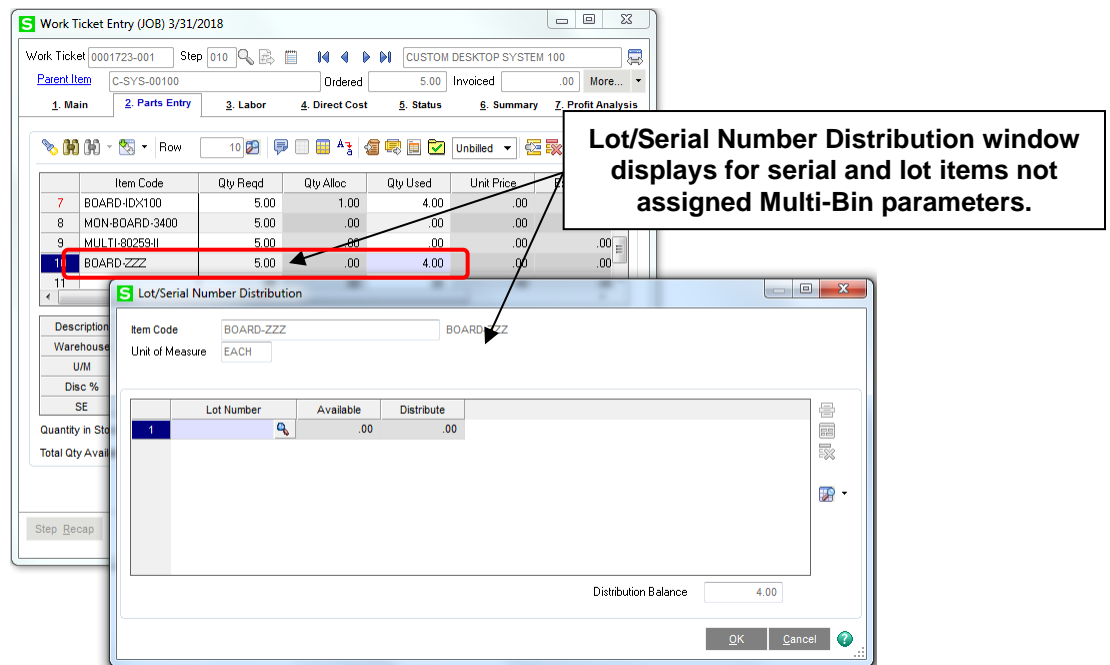 S Work Ticket Entry (JOB) 3/31/2018
Work Ticket 0001723-001 Step 010 CUSTOM DESKTOP SYSTEM 100
Parent Item C-SYS-00100 Ordered 5.00 Invoiced .00 More...
1. Main 2. Parts Entry 3. Labor 4. Direct Cost 5. Status 6. Summary 7. Profit Analysis
Row 10 Unbilled
Lot/Serial Number Distribution window
displays for serial and lot items not
assigned Multi-Bin parameters.
Item Code Qty Reqd Qty Alloc Qty Used Unit Price
7 BOARD-IDX100 5.00 1.00 4.00 .00
8 MON-BOARD-3400 5.00 .00 .00 .00
9 MULTI-80259-II 5.00 .00 .00 .00 .00
10 BOARD-ZZZ 5.00 .00 4.00 .00 .00
11
Description
Warehouse
U/M
Disc %
SE
Quantity in Sto
Total Qty Avail
Step Recap
S Lot/Serial Number Distribution
Item Code BOARD-ZZZ BOARD-ZZZ
Unit of Measure EACH
Lot Number Available Distribute
1 .00 .00
Distribution Balance 4.00
OK Cancel